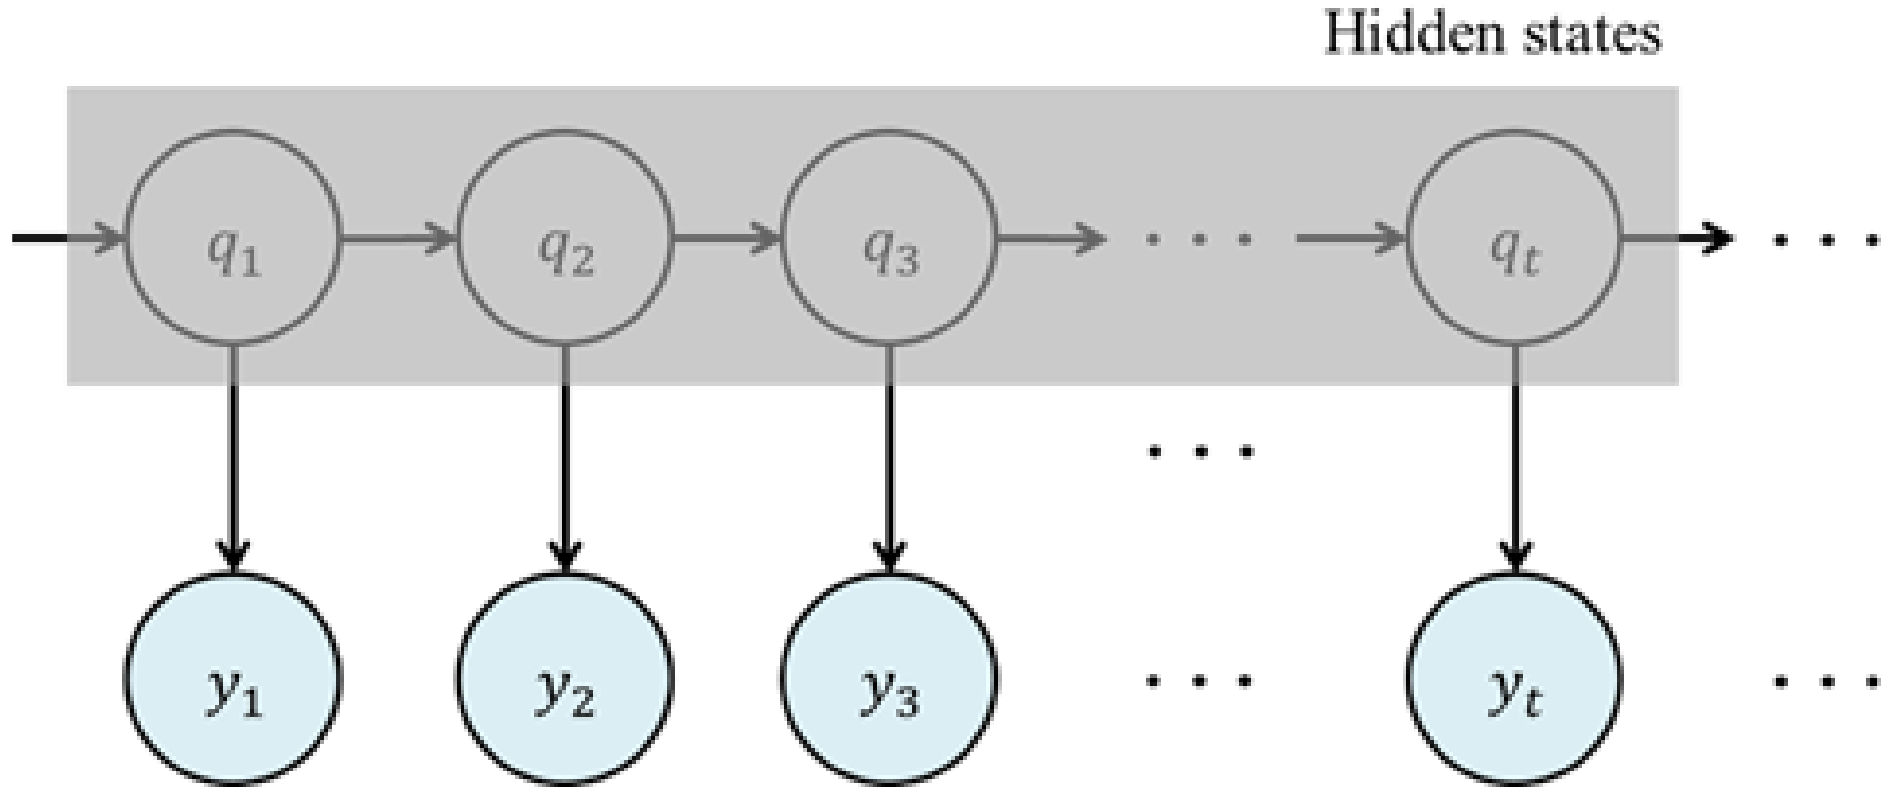 Hidden states
q₁ q₂ q₃ · · · qₜ · · ·
· · ·
y₁ y₂ y₃ · · · yₜ · · ·